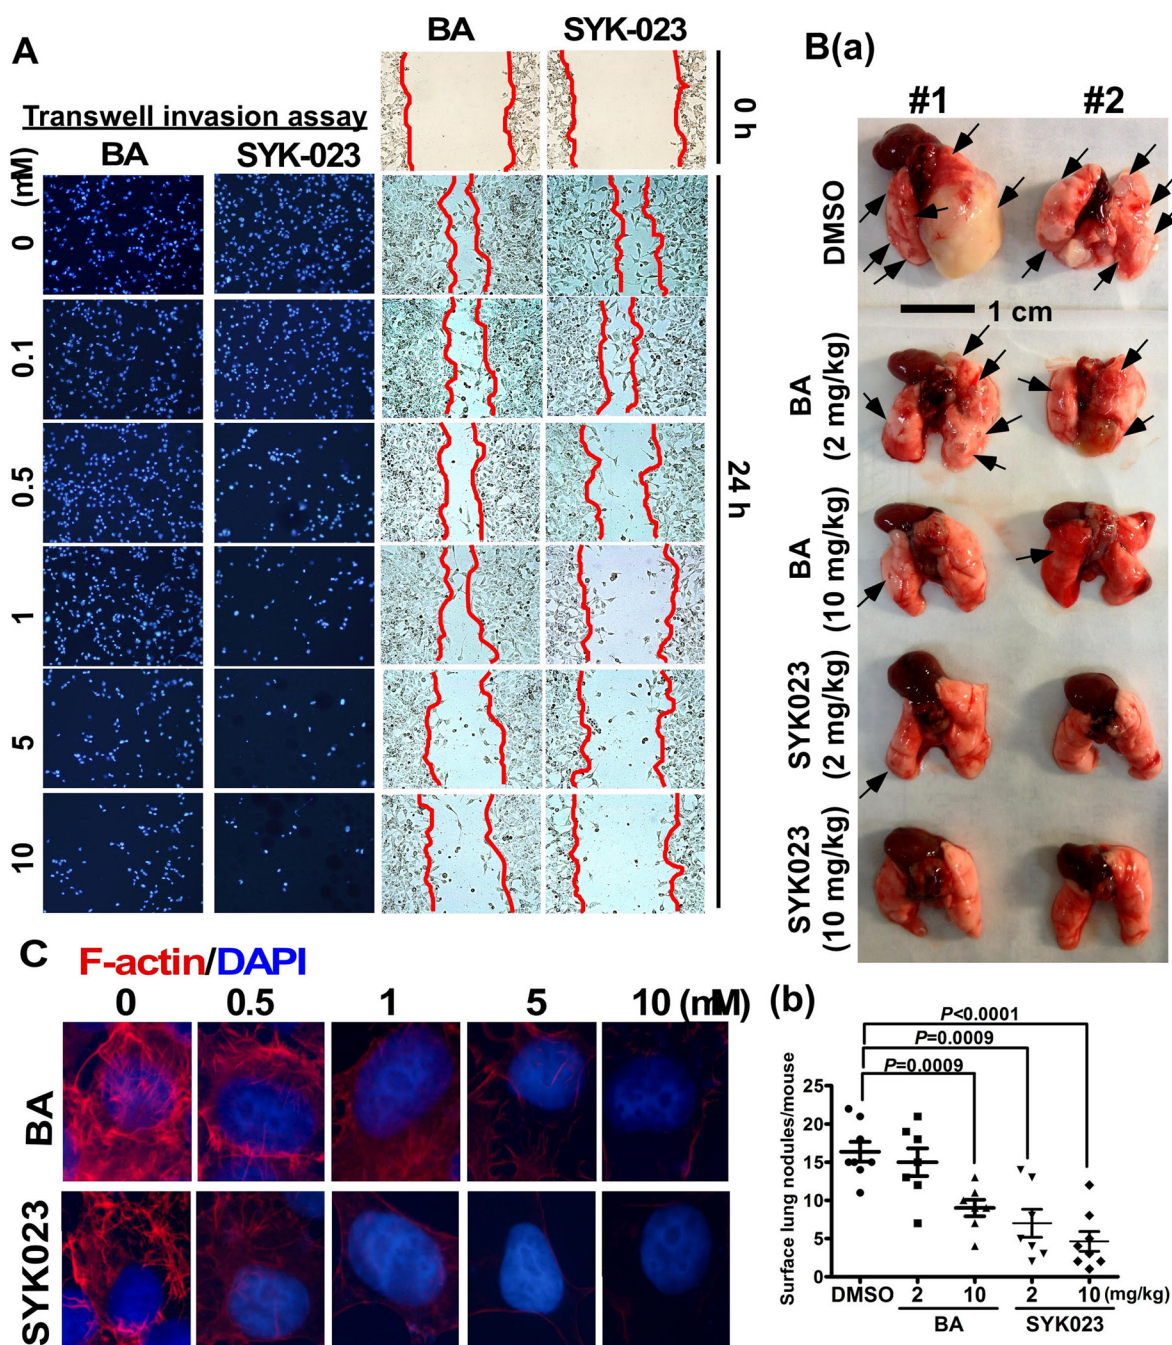 A
BA SYK-023
0 h
Transwell invasion assay
BA SYK-023
(mM)
0
0.1
0.5
1
5
10
24 h
B(a)
#1 #2
DMSO
1 cm
BA
(2 mg/kg)
BA
(10 mg/kg)
SYK023
(2 mg/kg)
SYK023
(10 mg/kg)
C
F-actin/DAPI
0 0.5 1 5 10 (mM)
BA
SYK023
(b)
P<0.0001
P=0.0009
P=0.0009
Surface lung nodules/mouse
25
20
15
10
5
0
DMSO 2 10 2 10 (mg/kg)
BA SYK023